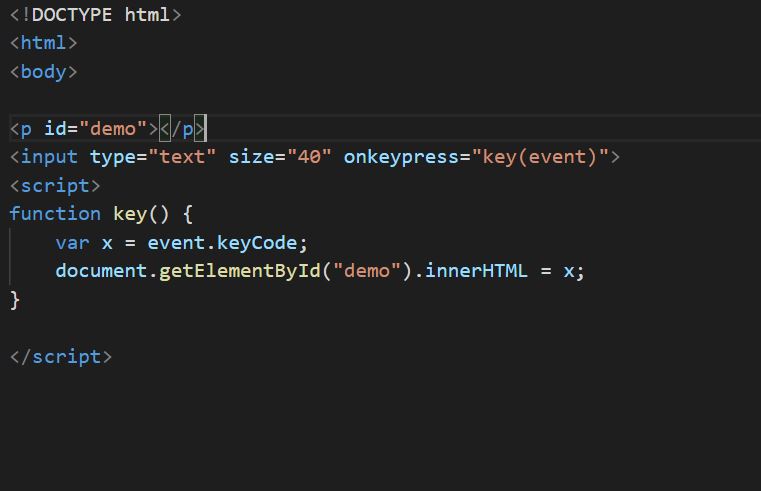 <!DOCTYPE html>
<html>
<body>

<p id="demo"></p>
<input type="text" size="40" onkeypress="key(event)">
<script>
function key() {
    var x = event.keyCode;
    document.getElementById("demo").innerHTML = x;
}

</script>